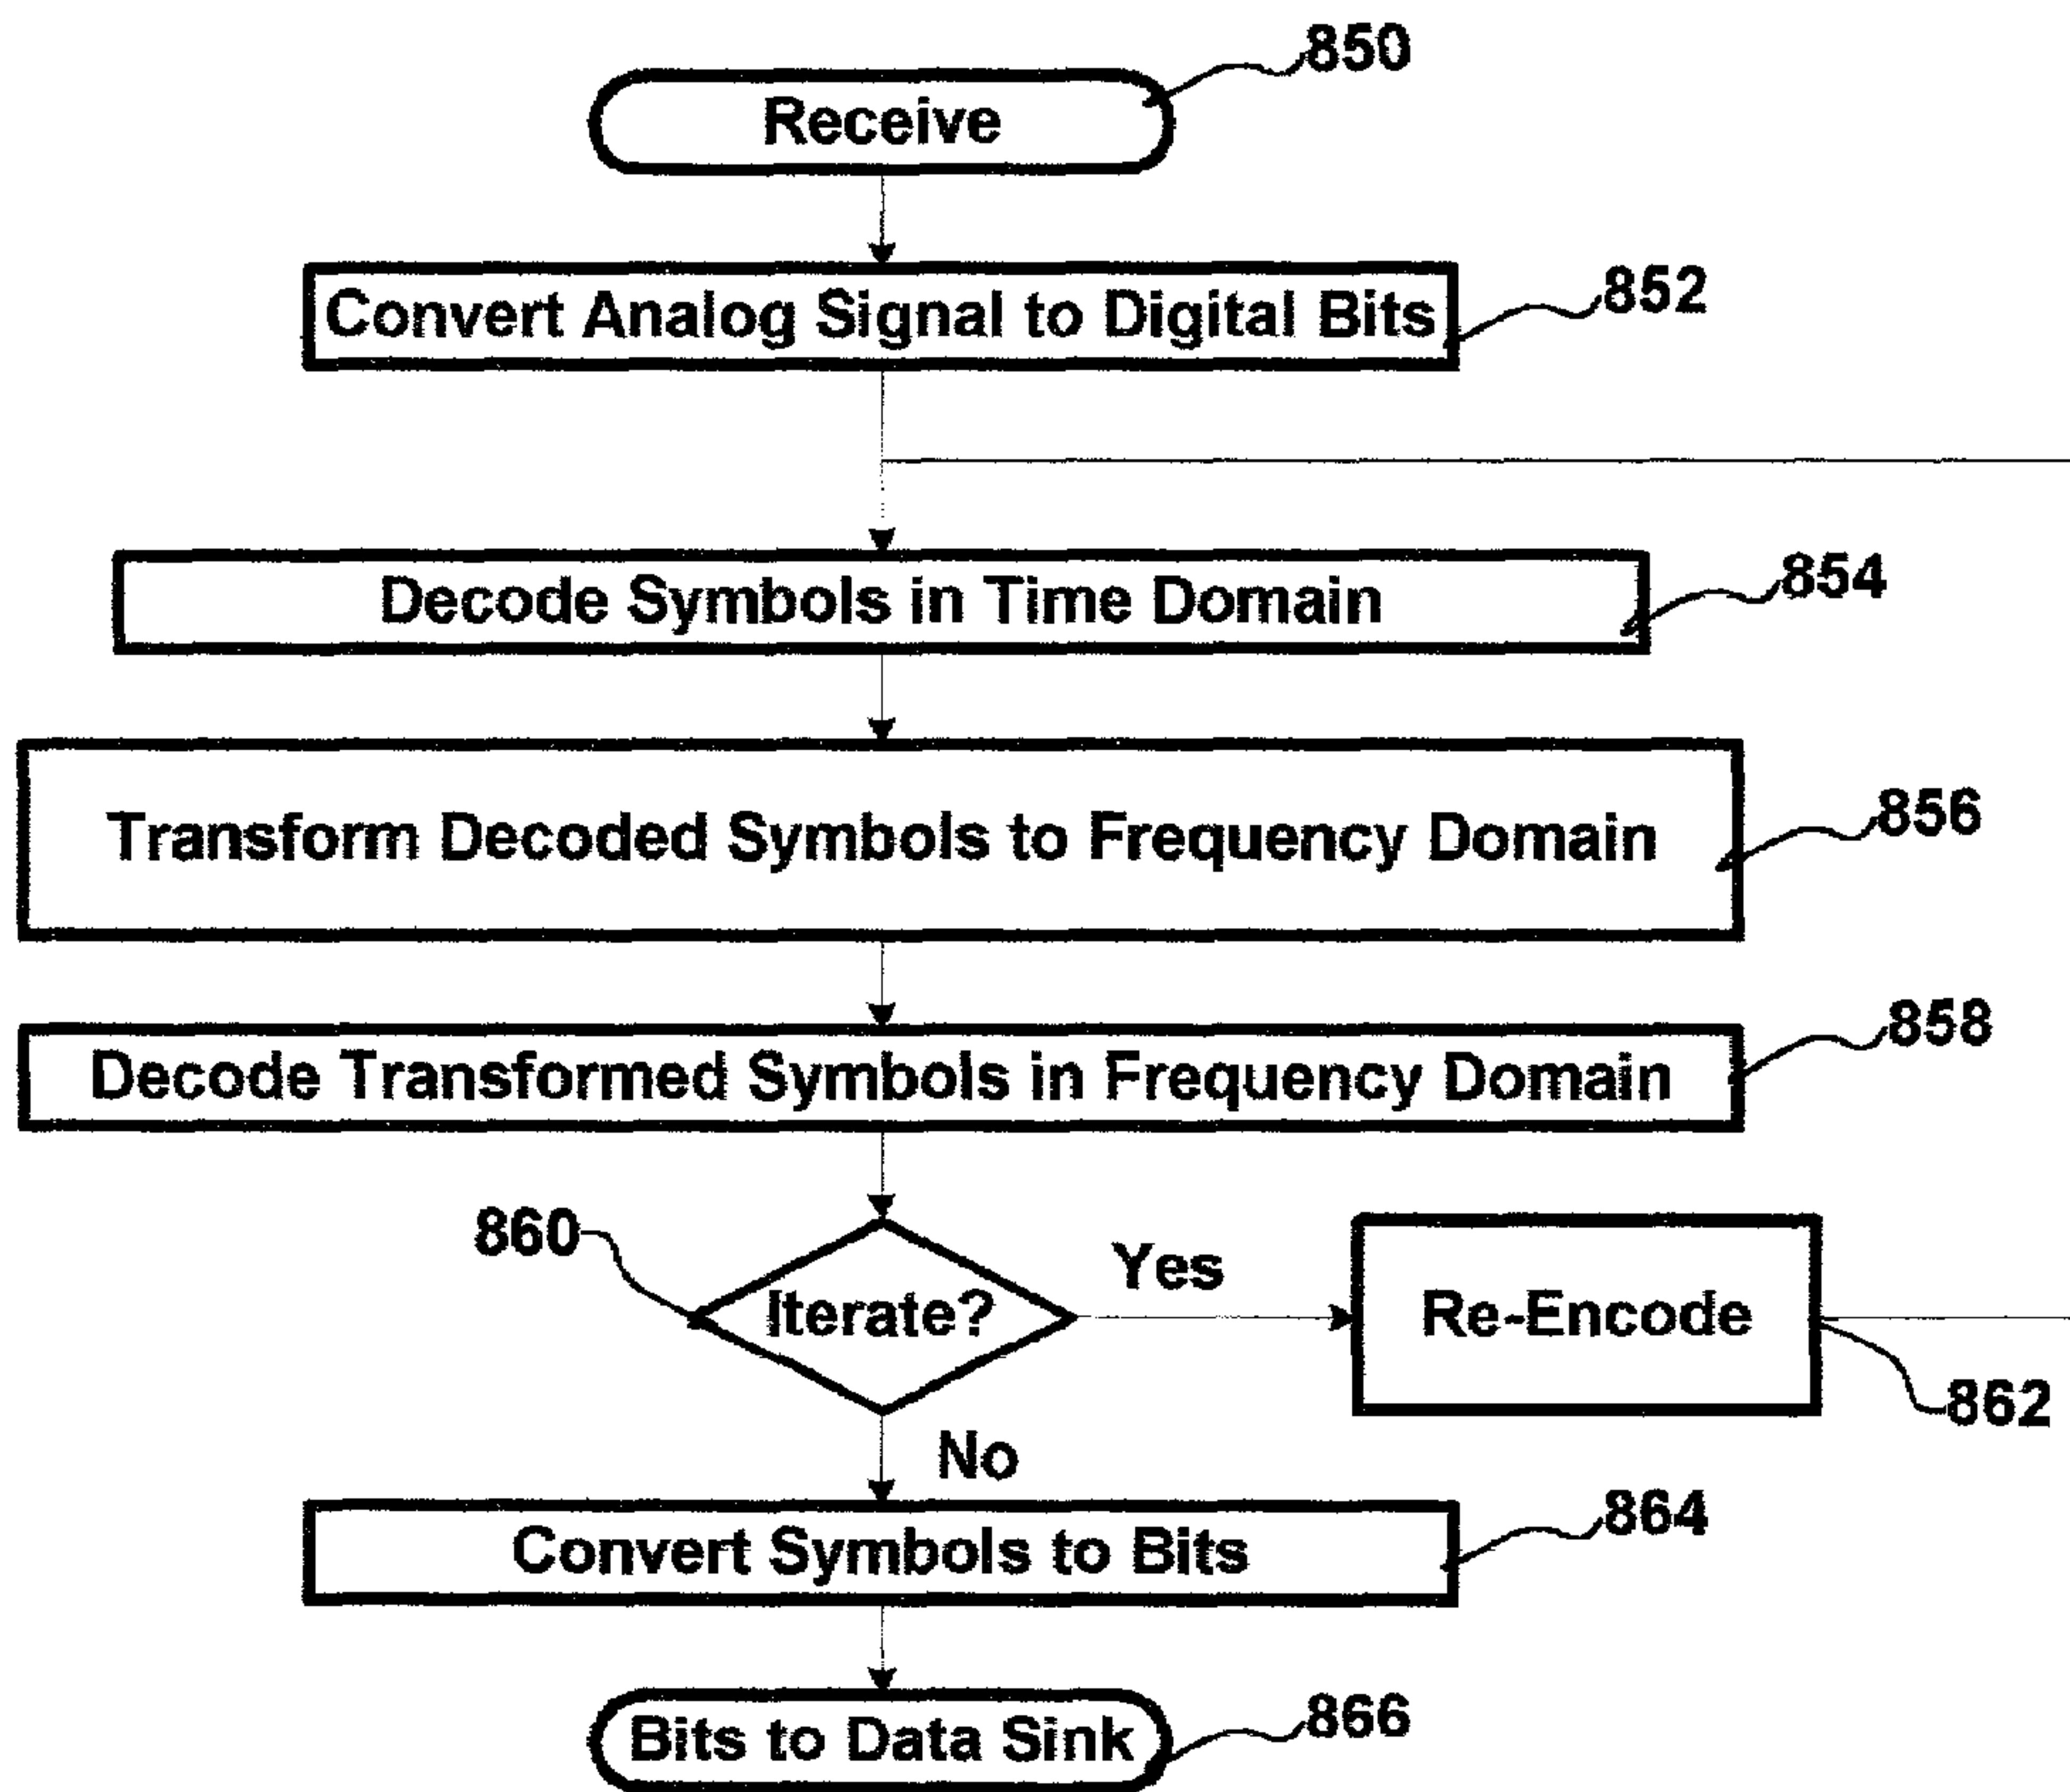 850
Receive
Convert Analog Signal to Digital Bits
852
Decode Symbols in Time Domain
854
Transform Decoded Symbols to Frequency Domain
856
Decode Transformed Symbols in Frequency Domain
858
860
Iterate?
Yes
Re-Encode
862
No
Convert Symbols to Bits
864
Bits to Data Sink
866